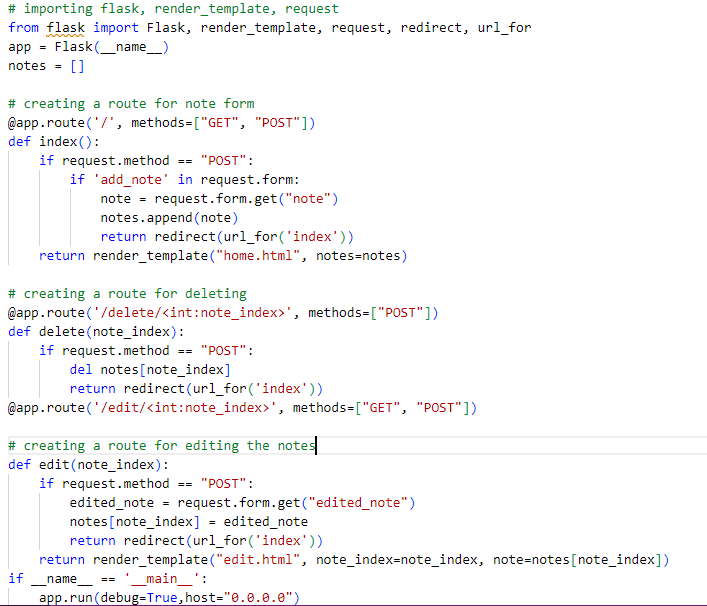 # importing flask, render_template, request
from flask import Flask, render_template, request, redirect, url_for
app = Flask(__name__)
notes = []

# creating a route for note form
@app.route('/', methods=["GET", "POST"])
def index():
    if request.method == "POST":
        if 'add_note' in request.form:
            note = request.form.get("note")
            notes.append(note)
            return redirect(url_for('index'))
    return render_template("home.html", notes=notes)

# creating a route for deleting
@app.route('/delete/<int:note_index>', methods=["POST"])
def delete(note_index):
    if request.method == "POST":
        del notes[note_index]
        return redirect(url_for('index'))
@app.route('/edit/<int:note_index>', methods=["GET", "POST"])

# creating a route for editing the notes
def edit(note_index):
    if request.method == "POST":
        edited_note = request.form.get("edited_note")
        notes[note_index] = edited_note
        return redirect(url_for('index'))
    return render_template("edit.html", note_index=note_index, note=notes[note_index])
if __name__ == '__main__':
    app.run(debug=True,host="0.0.0.0")